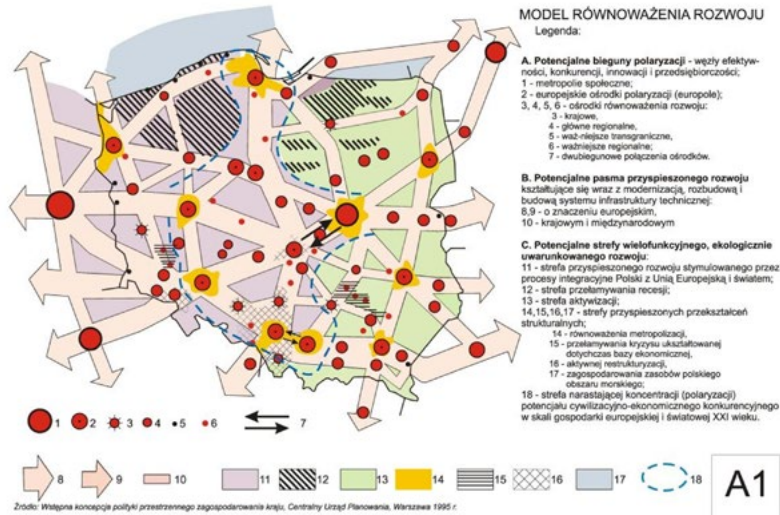 MODEL RÓWNOWAŻENIA ROZWOJU
Legenda:
A. Potencjalne bieguny polaryzacji - węzły efektyw-
ności, konkurencji, innowacji i przedsiębiorczości;
1 - metropolie społeczne;
2 - europejskie ośrodki polaryzacji (europole);
3, 4, 5, 6 - ośrodki równoważenia rozwoju:
3 - krajowe,
4 - główne regionalne,
5 - waż-niejsze transgraniczne,
6 - ważniejsze regionalne;
7 - dwubiegunowe połączenia ośrodków.
B. Potencjalne pasma przyspieszonego rozwoju
kształtujące się wraz z modernizacją, rozbudową i
budową systemu infrastruktury technicznej:
8,9 - o znaczeniu europejskim,
10 - krajowym i międzynarodowym
C. Potencjalne strefy wielofunkcyjnego, ekologicznie
uwarunkowanego rozwoju:
11 - strefa przyspieszonego rozwoju stymulowanego przez
procesy integracyjne Polski z Unią Europejską i światem;
12 - strefa przełamywania recesji;
13 - strefa aktywizacji;
14,15,16,17 - strefy przyspieszonych przekształceń
strukturalnych;
14 - równoważenia metropolizacji,
15 - przełamywania kryzysu ukształtowanej
dotychczas bazy ekonomicznej,
16 - aktywnej restrukturyzacji,
17 - zagospodarowania zasobów polskiego
obszaru morskiego;
18 - strefa narastającej koncentracji (polaryzacji)
potencjału cywilizacyjno-ekonomicznego konkurencyjnego
w skali gospodarki europejskiej i światowej XXI wieku.
1 2 3 4 5 6 7
8 9 10 11 12 13 14 15 16 17 18
A1
Źródło: Wstępna koncepcja polityki przestrzennego zagospodarowania kraju, Centralny Urząd Planowania, Warszawa 1995 r.